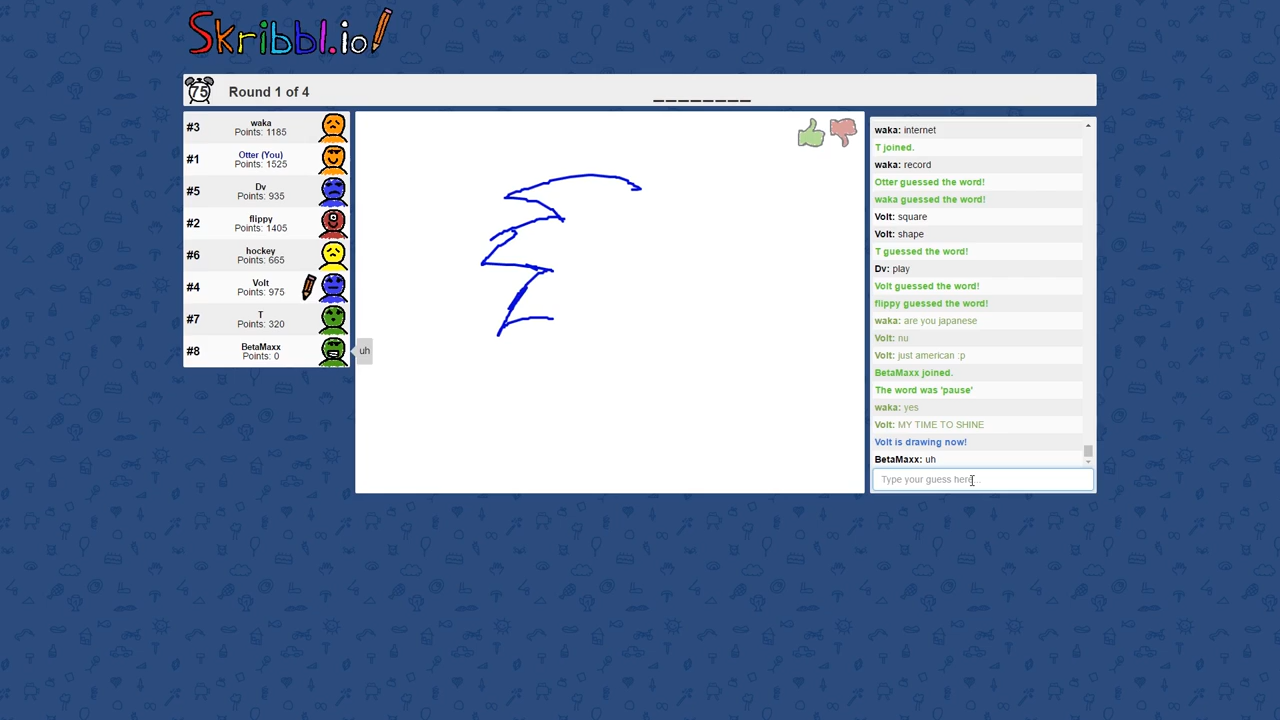 Skribbl.io!
75
Round 1 of 4
________
#3
waka
Points: 1185
#1
Otter (You)
Points: 1525
#5
Dv
Points: 935
#2
flippy
Points: 1405
#6
hockey
Points: 665
#4
Volt
Points: 975
#7
T
Points: 320
#8
BetaMaxx
Points: 0
uh
waka: internet
T joined.
waka: record
Otter guessed the word!
waka guessed the word!
Volt: square
Volt: shape
T guessed the word!
Dv: play
Volt guessed the word!
flippy guessed the word!
waka: are you japanese
Volt: nu
Volt: just american :p
BetaMaxx joined.
The word was 'pause'
waka: yes
Volt: MY TIME TO SHINE
Volt is drawing now!
BetaMaxx: uh
Type your guess here...